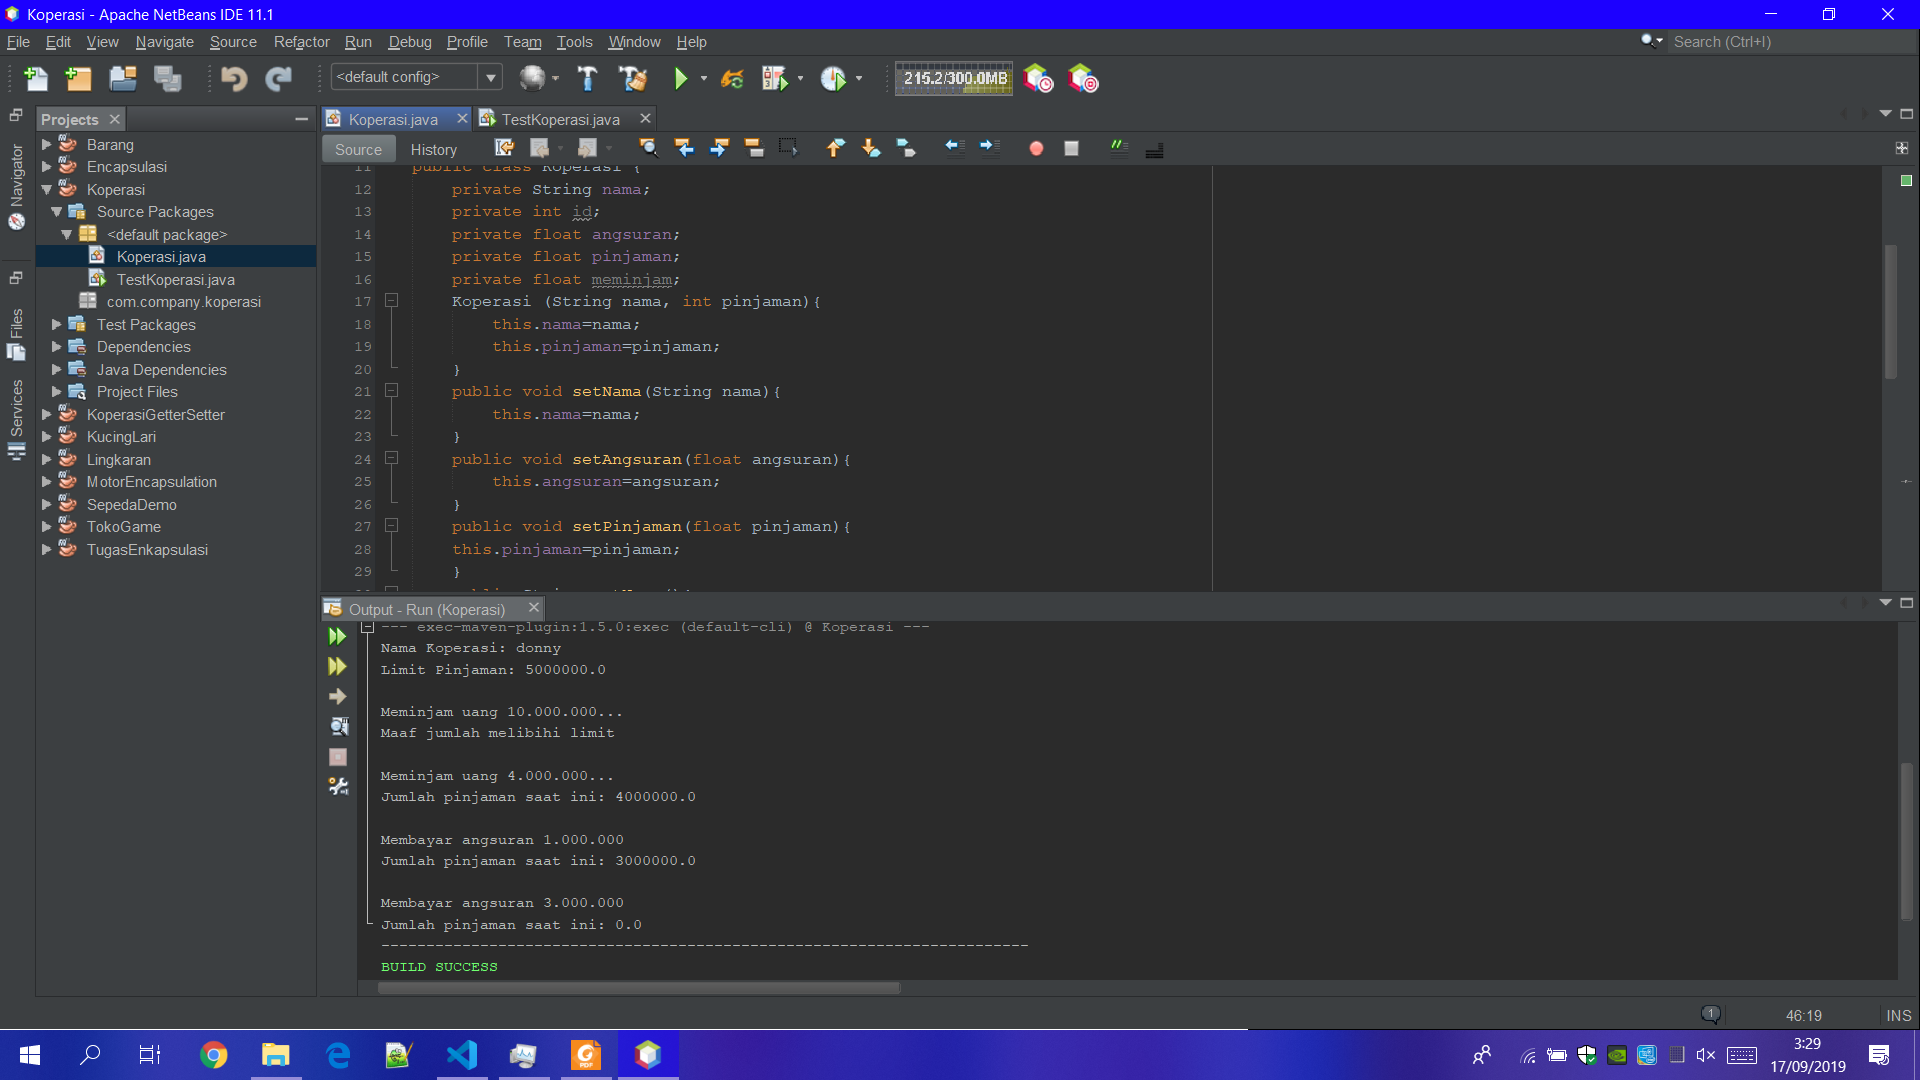 Koperasi - Apache NetBeans IDE 11.1
File Edit View Navigate Source Refactor Run Debug Profile Team Tools Window Help
Search (Ctrl+I)
<default config>
215.2/300.0MB
Projects
Koperasi.java
TestKoperasi.java
Source
History
Navigator
Files
Services
Barang
Encapsulasi
Koperasi
Source Packages
<default package>
Koperasi.java
TestKoperasi.java
com.company.koperasi
Test Packages
Dependencies
Java Dependencies
Project Files
KoperasiGetterSetter
KucingLari
Lingkaran
MotorEncapsulation
SepedaDemo
TokoGame
TugasEnkapsulasi
11 public class Koperasi {
12 private String nama;
13 private int id;
14 private float angsuran;
15 private float pinjaman;
16 private float meminjam;
17 Koperasi (String nama, int pinjaman){
18 this.nama=nama;
19 this.pinjaman=pinjaman;
20 }
21 public void setNama(String nama){
22 this.nama=nama;
23 }
24 public void setAngsuran(float angsuran){
25 this.angsuran=angsuran;
26 }
27 public void setPinjaman(float pinjaman){
28 this.pinjaman=pinjaman;
29 }
Output - Run (Koperasi)
--- exec-maven-plugin:1.5.0:exec (default-cli) @ Koperasi ---
Nama Koperasi: donny
Limit Pinjaman: 5000000.0
Meminjam uang 10.000.000...
Maaf jumlah melibihi limit
Meminjam uang 4.000.000...
Jumlah pinjaman saat ini: 4000000.0
Membayar angsuran 1.000.000
Jumlah pinjaman saat ini: 3000000.0
Membayar angsuran 3.000.000
Jumlah pinjaman saat ini: 0.0
------------------------------------------------------------------------
BUILD SUCCESS
1
46:19
INS
PDF
3:29
17/09/2019